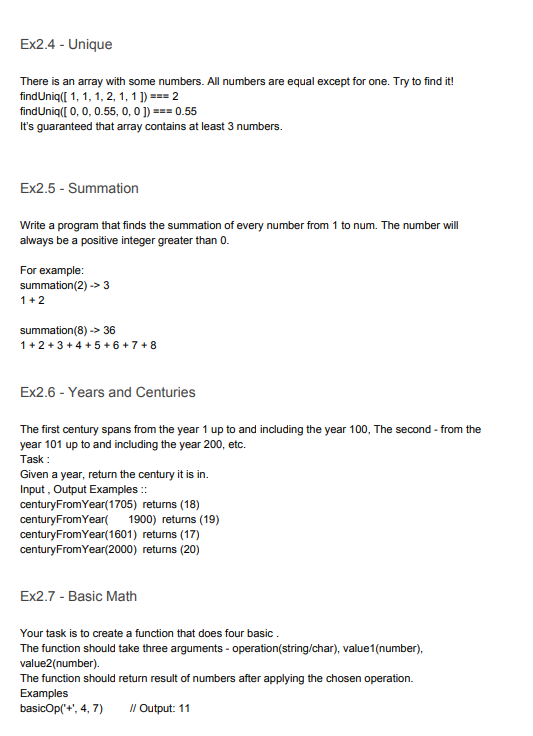 Ex2.4 - Unique
There is an array with some numbers. All numbers are equal except for one. Try to find it!
findUniq([ 1, 1, 1, 2, 1, 1 ]) === 2
findUniq([ 0, 0, 0.55, 0, 0 ]) === 0.55
It's guaranteed that array contains at least 3 numbers.
Ex2.5 - Summation
Write a program that finds the summation of every number from 1 to num. The number will
always be a positive integer greater than 0.
For example:
summation(2) -> 3
1 + 2
summation(8) -> 36
1 + 2 + 3 + 4 + 5 + 6 + 7 + 8
Ex2.6 - Years and Centuries
The first century spans from the year 1 up to and including the year 100, The second - from the
year 101 up to and including the year 200, etc.
Task :
Given a year, return the century it is in.
Input , Output Examples ::
centuryFromYear(1705) returns (18)
centuryFromYear( 1900) returns (19)
centuryFromYear(1601) returns (17)
centuryFromYear(2000) returns (20)
Ex2.7 - Basic Math
Your task is to create a function that does four basic .
The function should take three arguments - operation(string/char), value1(number),
value2(number).
The function should return result of numbers after applying the chosen operation.
Examples
basicOp('+', 4, 7) // Output: 11